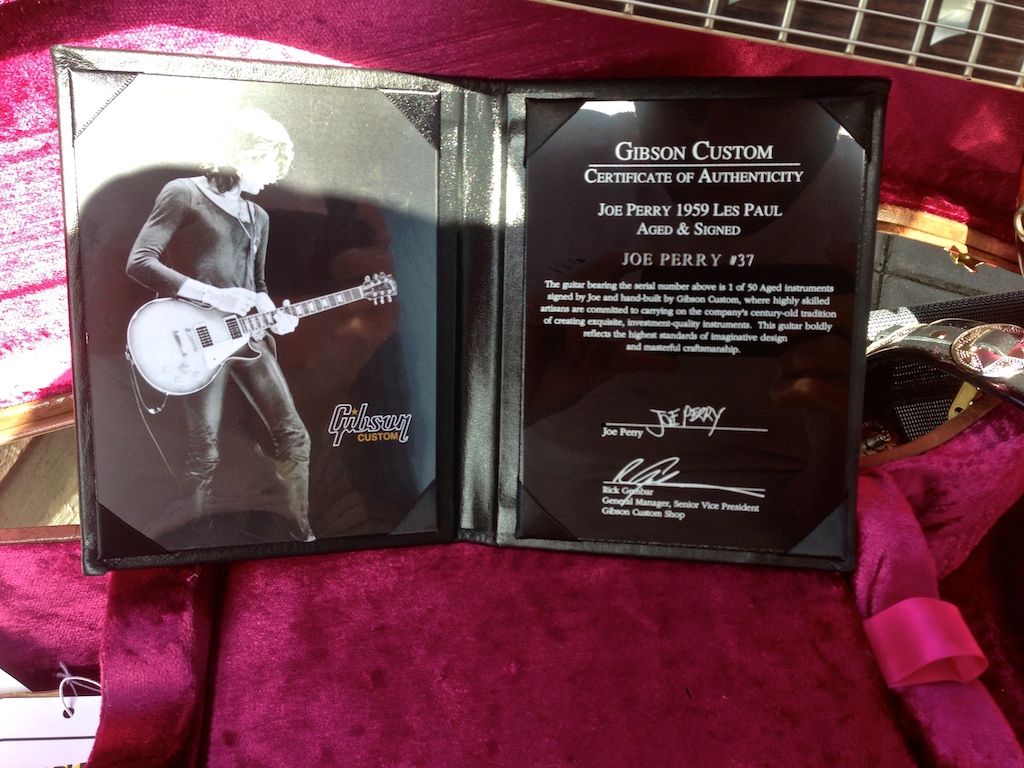 Gibson
CUSTOM
GIBSON CUSTOM
CERTIFICATE OF AUTHENTICITY
JOE PERRY 1959 LES PAUL
AGED & SIGNED
JOE PERRY #37
The guitar bearing the serial number above is 1 of 50 Aged instruments
signed by Joe and hand-built by Gibson Custom, where highly skilled
artisans are committed to carrying on the company's century-old tradition
of creating exquisite, investment-quality instruments. This guitar boldly
reflects the highest standards of imaginative design
and masterful craftsmanship.
JOE PERRY
Joe Perry
Rick Gembar
General Manager, Senior Vice President
Gibson Custom Shop